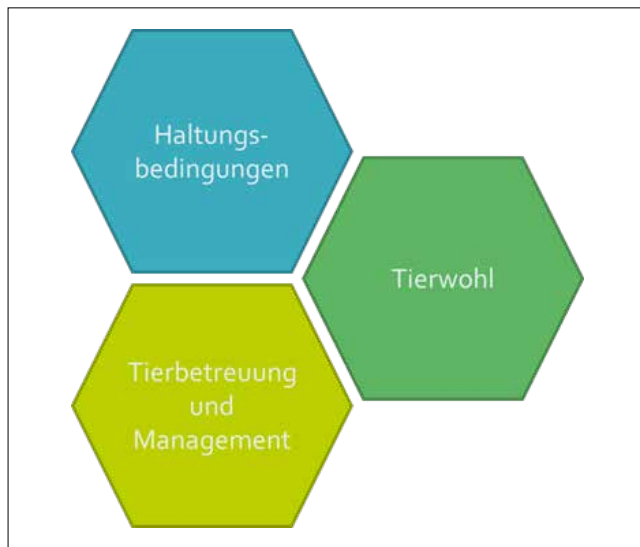 Haltungs-
bedingungen
Tierwohl
Tierbetreuung
und
Management